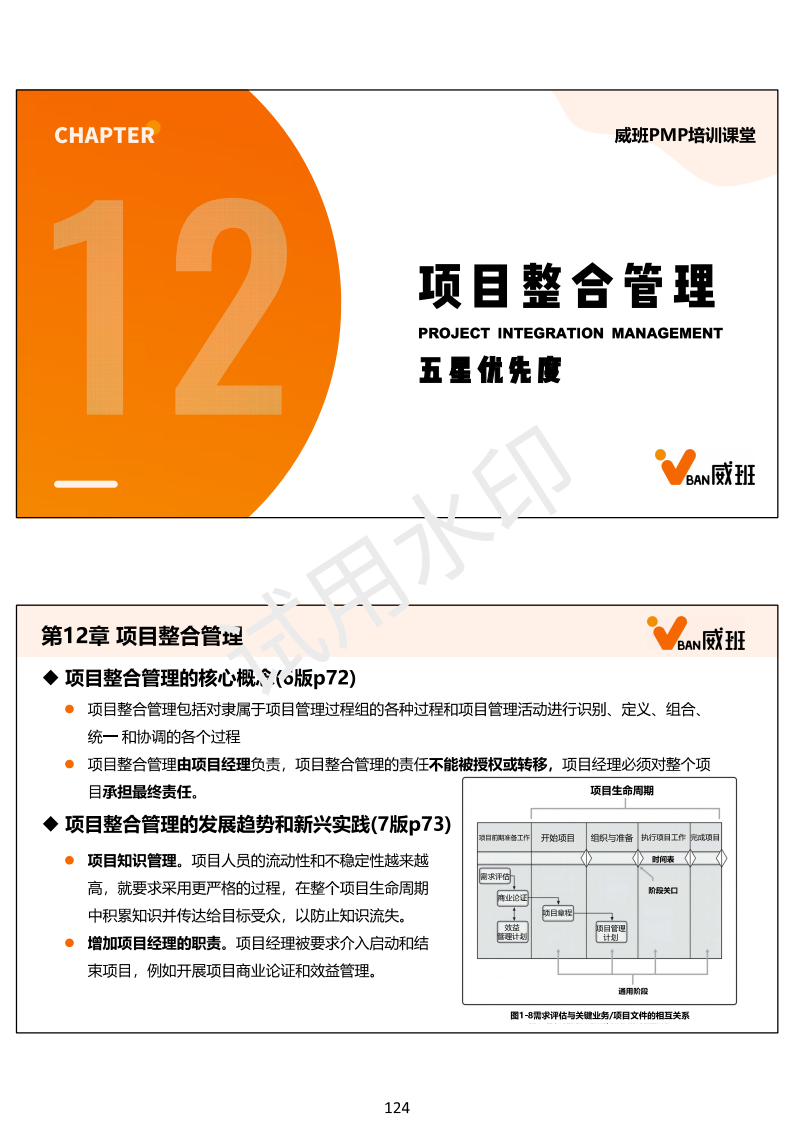 CHAPTER
威班PMP培训课堂
12
项目整合管理
PROJECT INTEGRATION MANAGEMENT
五星优先度
BAN威班
试用水印
第12章 项目整合管理
BAN威班
◆ 项目整合管理的核心概念(6版p72)
● 项目整合管理包括对隶属于项目管理过程组的各种过程和项目管理活动进行识别、定义、组合、
统一和协调的各个过程
● 项目整合管理由项目经理负责，项目整合管理的责任不能被授权或转移，项目经理必须对整个项
目承担最终责任。
◆ 项目整合管理的发展趋势和新兴实践(7版p73)
● 项目知识管理。项目人员的流动性和不稳定性越来越
高，就要求采用更严格的过程，在整个项目生命周期
中积累知识并传达给目标受众，以防止知识流失。
● 增加项目经理的职责。项目经理被要求介入启动和结
束项目，例如开展项目商业论证和效益管理。
项目生命周期
项目前期准备工作 开始项目 组织与准备 执行项目工作 完成项目
时间表
需求评估
阶段关口
商业论证
项目章程
效益
管理计划
项目管理
计划
通用阶段
图1-8需求评估与关键业务/项目文件的相互关系
124